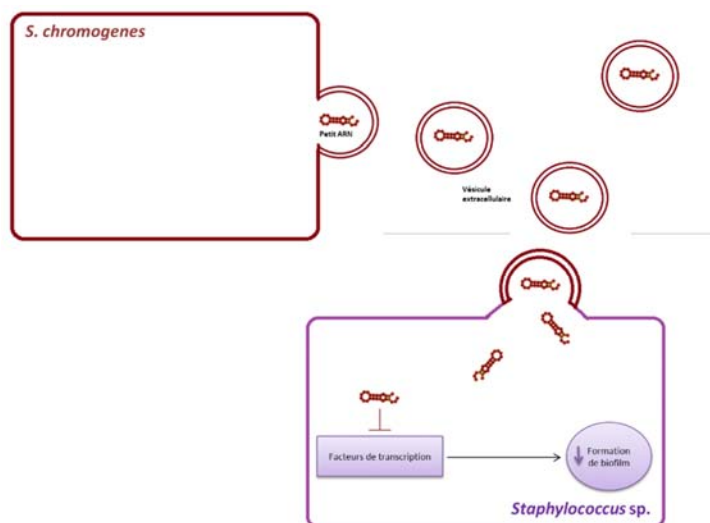 S. chromogenes
Petit ARN
Vésicule
extracellulaire
Facteurs de transcription
Formation
de biofilm
Staphylococcus sp.